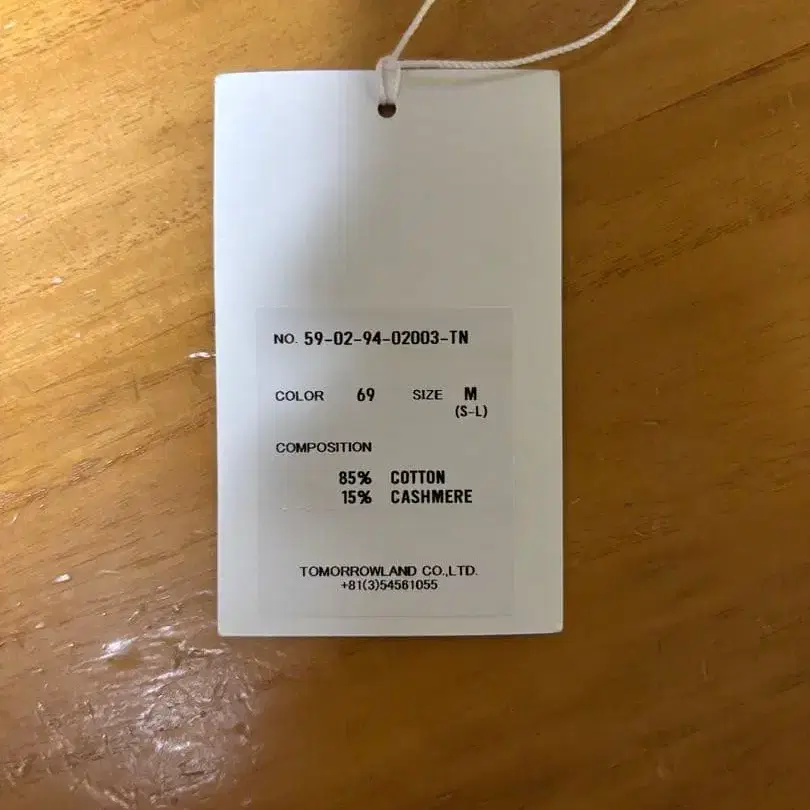 NO. 59-02-94-02003-TN
COLOR 69 SIZE M
(S-L)
COMPOSITION
85% COTTON
15% CASHMERE
TOMORROWLAND CO.,LTD.
+81(3)54561055